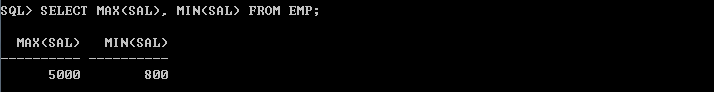 SQL> SELECT MAX(SAL), MIN(SAL) FROM EMP;
MAX(SAL) MIN(SAL)
---------- ----------
5000 800